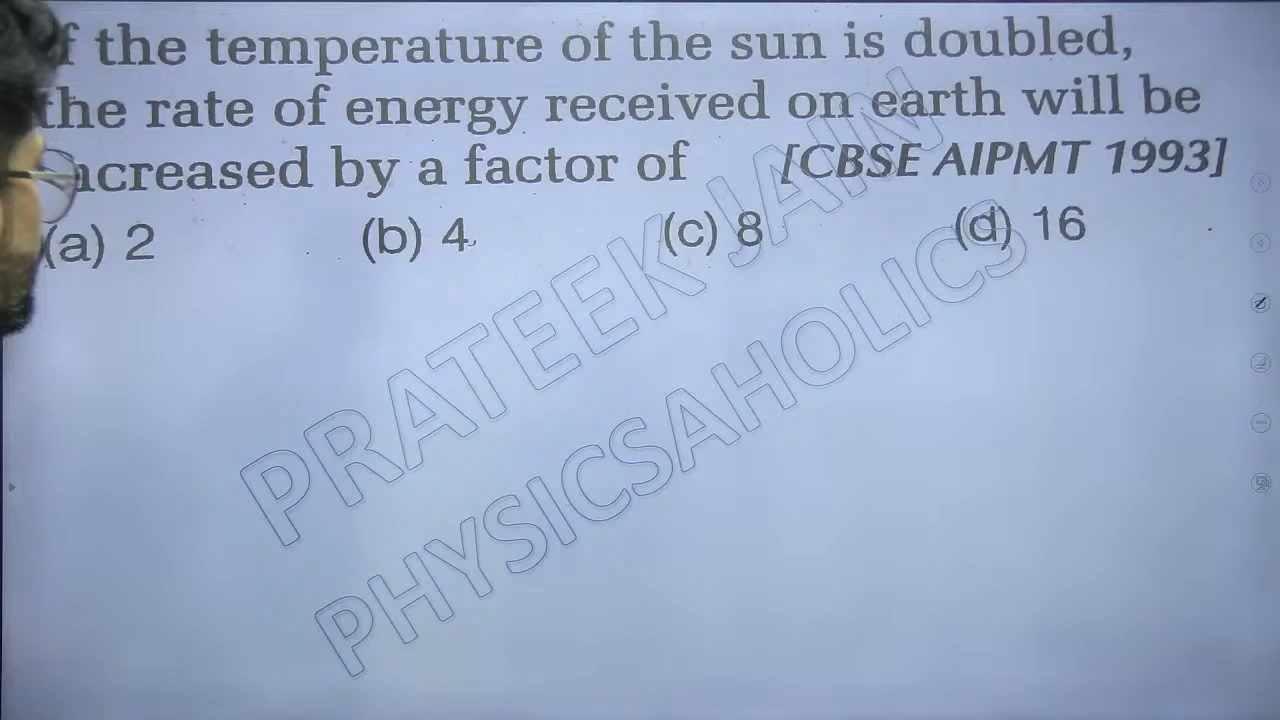 f the temperature of the sun is doubled,
the rate of energy received on earth will be
ncreased by a factor of [CBSE AIPMT 1993]
(a) 2 (b) 4 (c) 8 (d) 16
PRATEEK JAIN
PHYSICSAHOLICS